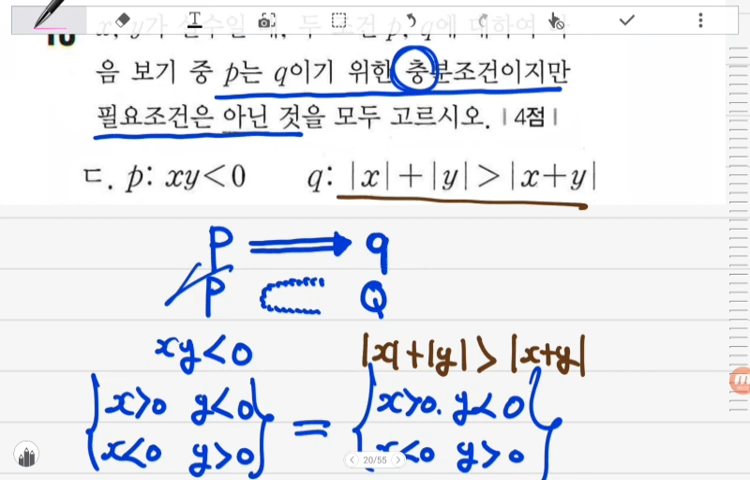 음 보기 중 p는 q이기 위한 충분조건이지만
필요조건은 아닌 것을 모두 고르시오. |4점|
ㄷ. p: xy<0 q: |x|+|y|>|x+y|
P ⟹ q
P ⊂ Q
xy<0 |x|+|y|>|x+y|
x>0 y<0 = x>0. y<0
x<0 y>0 x<0 y>0
20/55